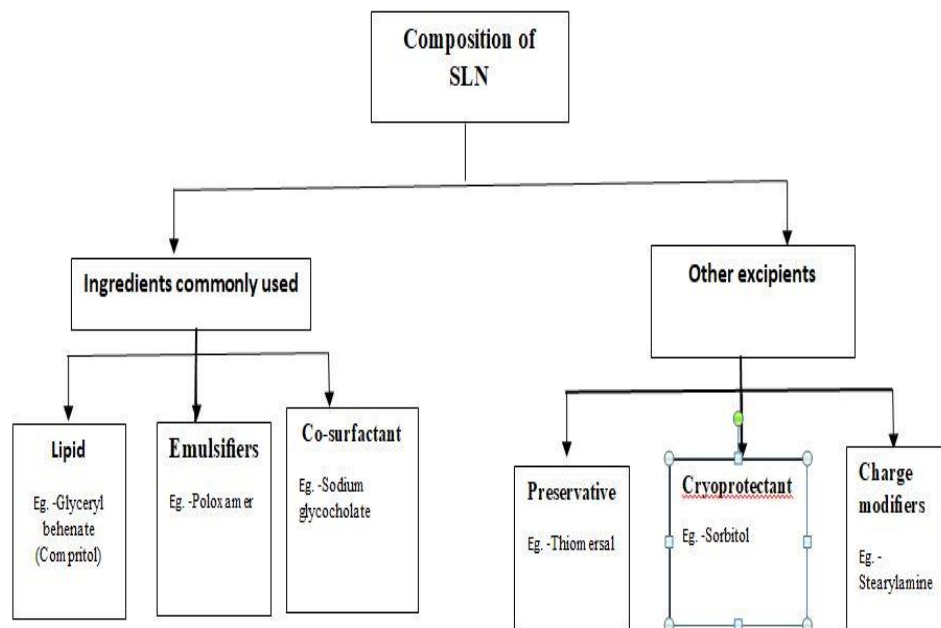 Composition of
SLN
Ingredients commonly used
Other excipients
Lipid
Eg. -Glyceryl
behenate
(Compritol)
Emulsifiers
Eg. -Poloxamer
Co-surfactant
Eg. -Sodium
glycocholate
Preservative
Eg. -Thiomersal
Cryoprotectant
Eg. -Sorbitol
Charge
modifiers
Eg. -
Stearylamine